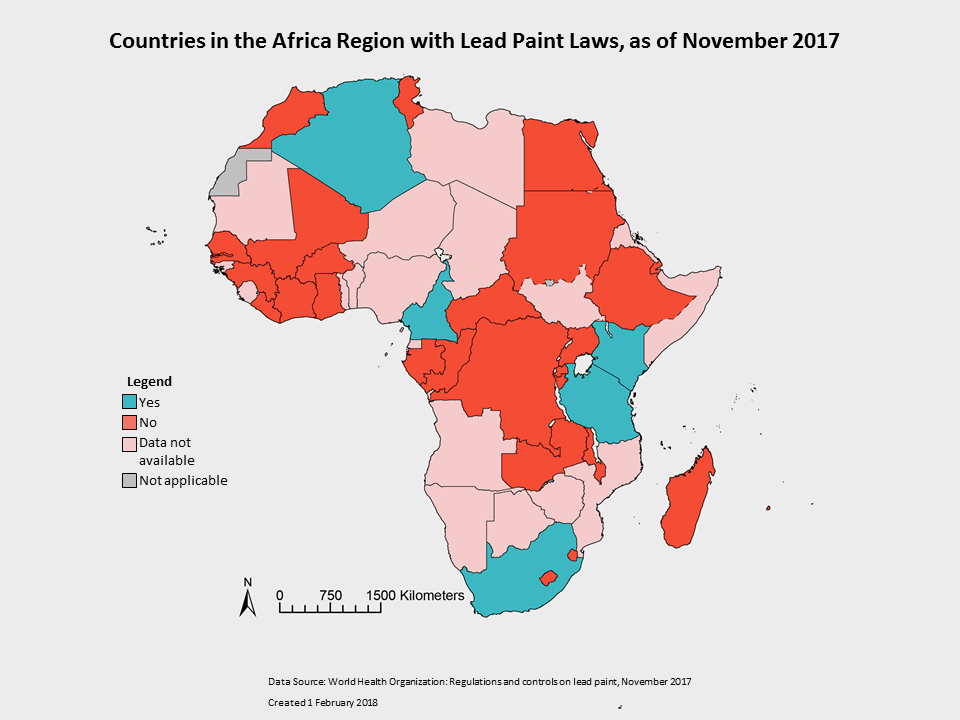 Countries in the Africa Region with Lead Paint Laws, as of November 2017
Legend
Yes
No
Data not
available
Not applicable
N
0 750 1500 Kilometers
Data Source: World Health Organization: Regulations and controls on lead paint, November 2017
Created 1 February 2018